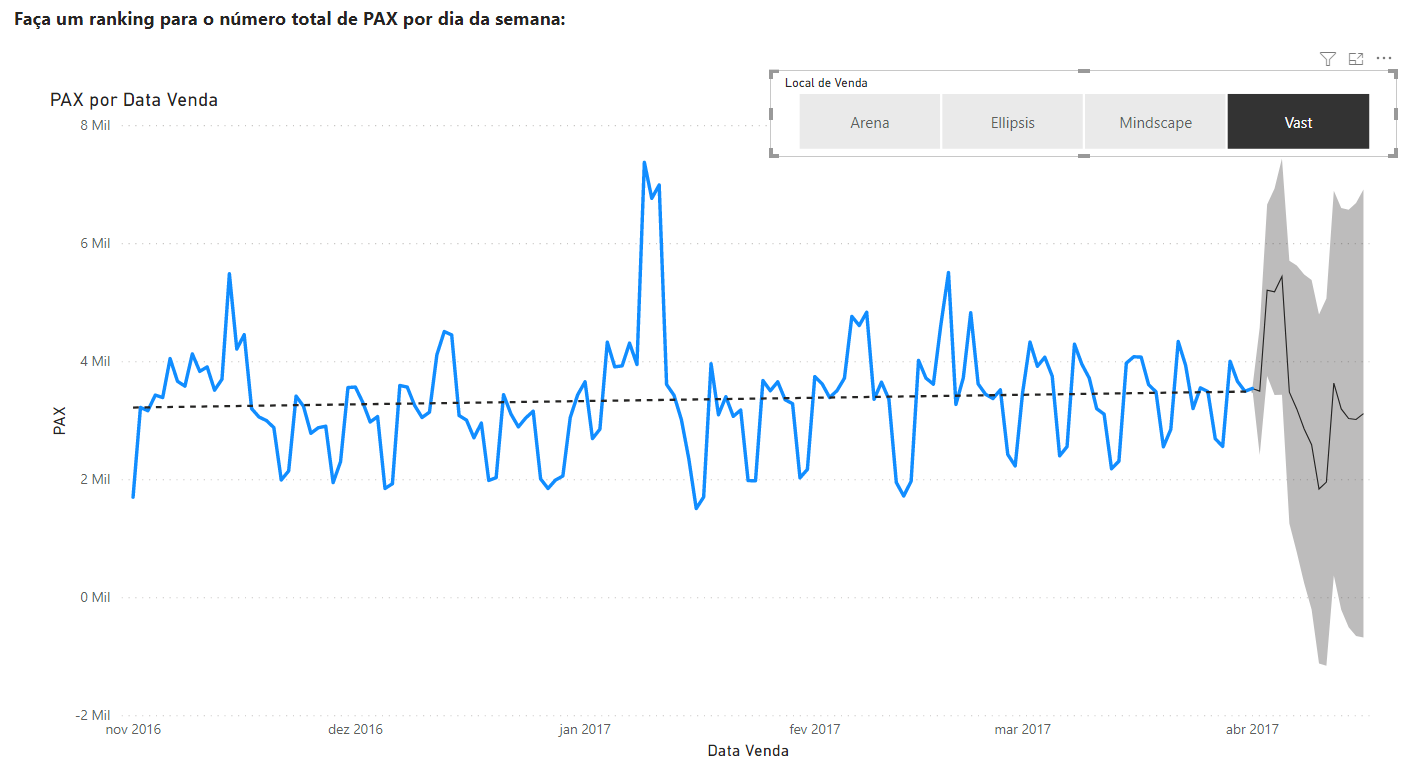 Faça um ranking para o número total de PAX por dia da semana:
Local de Venda
Arena Ellipsis Mindscape Vast
PAX por Data Venda
8 Mil
6 Mil
4 Mil
2 Mil
0 Mil
-2 Mil
PAX
nov 2016 dez 2016 jan 2017 fev 2017 mar 2017 abr 2017
Data Venda